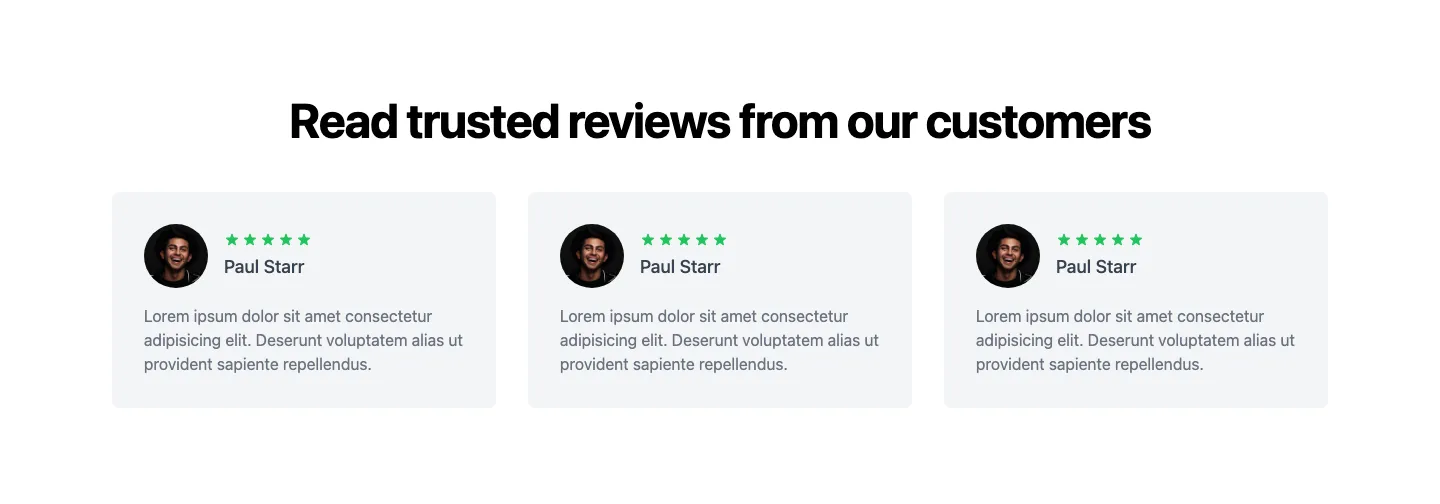 Read trusted reviews from our customers
Paul Starr
Lorem ipsum dolor sit amet consectetur
adipisicing elit. Deserunt voluptatem alias ut
provident sapiente repellendus.
Paul Starr
Lorem ipsum dolor sit amet consectetur
adipisicing elit. Deserunt voluptatem alias ut
provident sapiente repellendus.
Paul Starr
Lorem ipsum dolor sit amet consectetur
adipisicing elit. Deserunt voluptatem alias ut
provident sapiente repellendus.